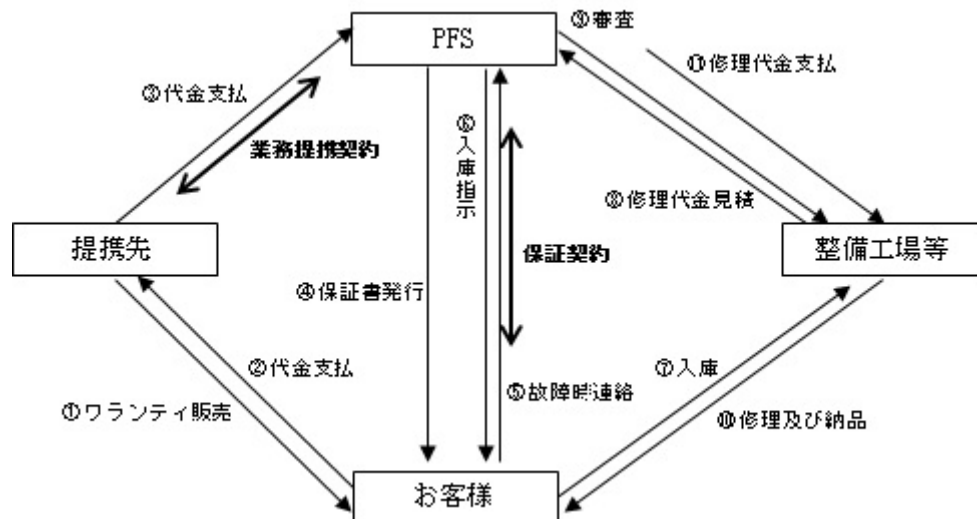 PFS
⑨審査
⑪修理代金支払
③代金支払
業務提携契約
⑥入庫指示
⑧修理代金見積
提携先
保証契約
整備工場等
④保証書発行
②代金支払
⑦入庫
①ワランティ販売
⑤故障時連絡
⑩修理及び納品
お客様